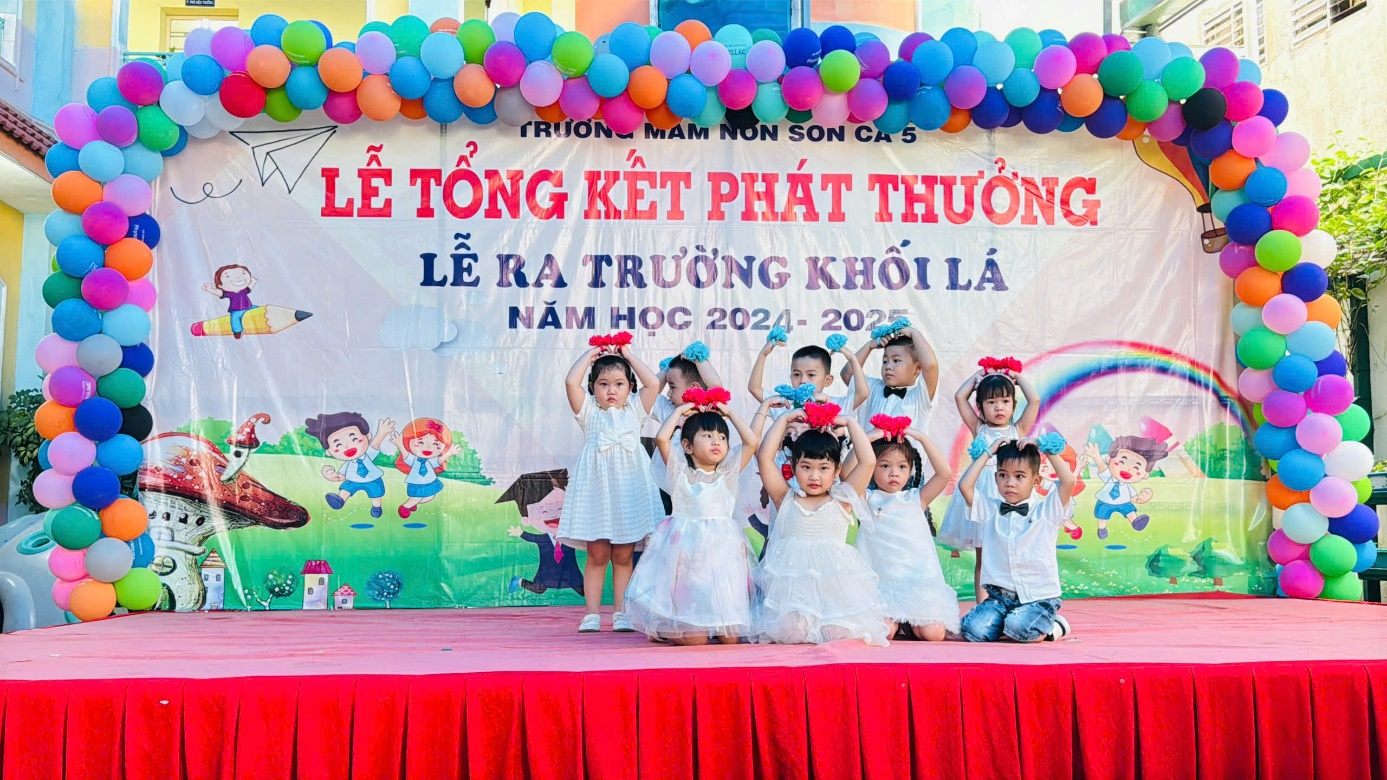 TRƯỜNG MẦM NON SƠN CA 5
LỄ TỔNG KẾT PHÁT THƯỞNG
LỄ RA TRƯỜNG KHỐI LÁ
NĂM HỌC 2024- 2025